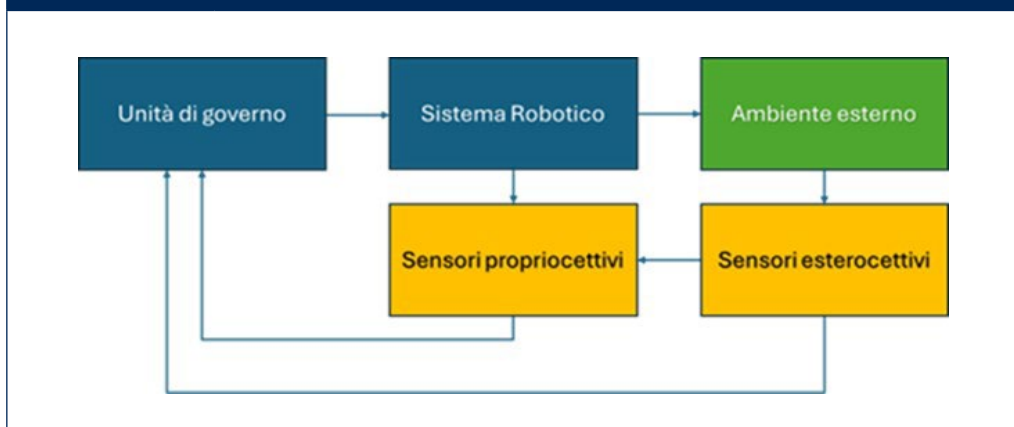 Unità di governo
Sistema Robotico
Ambiente esterno
Sensori propriocettivi
Sensori esterocettivi